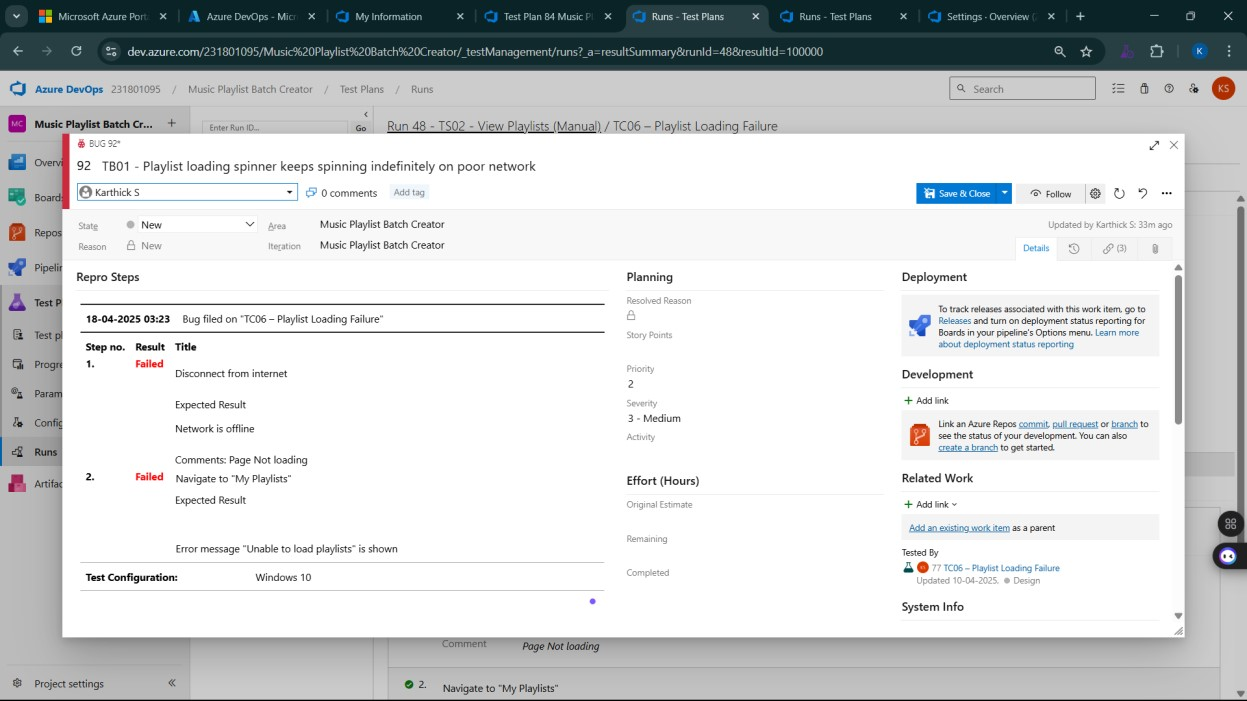 Microsoft Azure Port
Azure DevOps - Micr
My Information
Test Plan 84 Music Pl
Runs - Test Plans
Runs - Test Plans
Settings · Overview (
dev.azure.com/231801095/Music%20Playlist%20Batch%20Creator/_testManagement/runs?_a=resultSummary&runId=48&resultId=100000
K
Azure DevOps 231801095 / Music Playlist Batch Creator / Test Plans / Runs
Search
KS
MC Music Playlist Batch Cr...
Enter Run ID...
Go
Run 48 - TS02 - View Playlists (Manual) / TC06 – Playlist Loading Failure
Overvi
Boards
Repos
Pipelin
Test P
Test pl
Progre
Param
Config
Runs
Artifac
Project settings
BUG 92*
92 TB01 - Playlist loading spinner keeps spinning indefinitely on poor network
Karthick S
0 comments
Add tag
Save & Close
Follow
State
New
Area
Music Playlist Batch Creator
Updated by Karthick S: 33m ago
Reason
New
Iteration
Music Playlist Batch Creator
Details
(3)
Repro Steps
18-04-2025 03:23 Bug filed on "TC06 – Playlist Loading Failure"
Step no. Result Title
1. Failed
Disconnect from internet
Expected Result
Network is offline
Comments: Page Not loading
2. Failed Navigate to "My Playlists"
Expected Result
Error message "Unable to load playlists" is shown
Test Configuration: Windows 10
Planning
Resolved Reason
Story Points
Priority
2
Severity
3 - Medium
Activity
Effort (Hours)
Original Estimate
Remaining
Completed
Deployment
To track releases associated with this work item, go to
Releases and turn on deployment status reporting for
Boards in your pipeline's Options menu. Learn more
about deployment status reporting
Development
Add link
Link an Azure Repos commit, pull request or branch to
see the status of your development. You can also
create a branch to get started.
Related Work
Add link
Add an existing work item as a parent
Tested By
77 TC06 – Playlist Loading Failure
Updated 10-04-2025. Design
System Info
Comment Page Not loading
2. Navigate to "My Playlists"